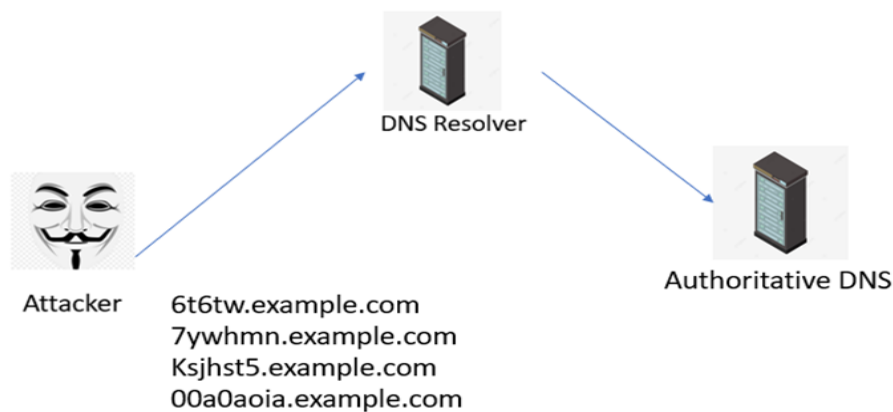 DNS Resolver
Authoritative DNS
Attacker
6t6tw.example.com
7ywhmn.example.com
Ksjhst5.example.com
00a0aoia.example.com